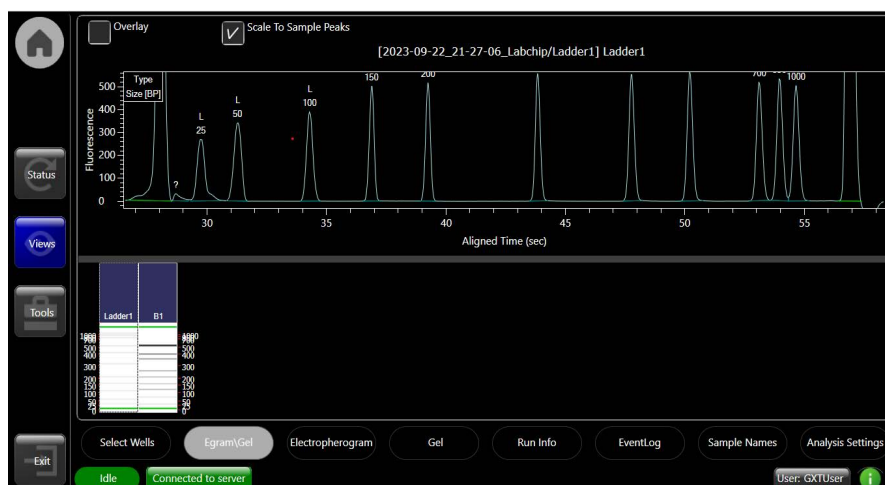 Overlay
Scale To Sample Peaks
[2023-09-22_21-27-06_Labchip/Ladder1] Ladder1
Type
Size [BP]
Fluorescence
500
400
300
200
100
0
L
25
L
50
L
100
150
200
700
1000
?
30
35
40
45
50
55
Aligned Time (sec)
Status
Views
Tools
Exit
Ladder1
B1
500
400
300
200
150
100
50
25
0
500
400
300
200
150
100
50
25
0
Select Wells
Egram\Gel
Electropherogram
Gel
Run Info
EventLog
Sample Names
Analysis Settings
Idle
Connected to server
User: GXTUser
i